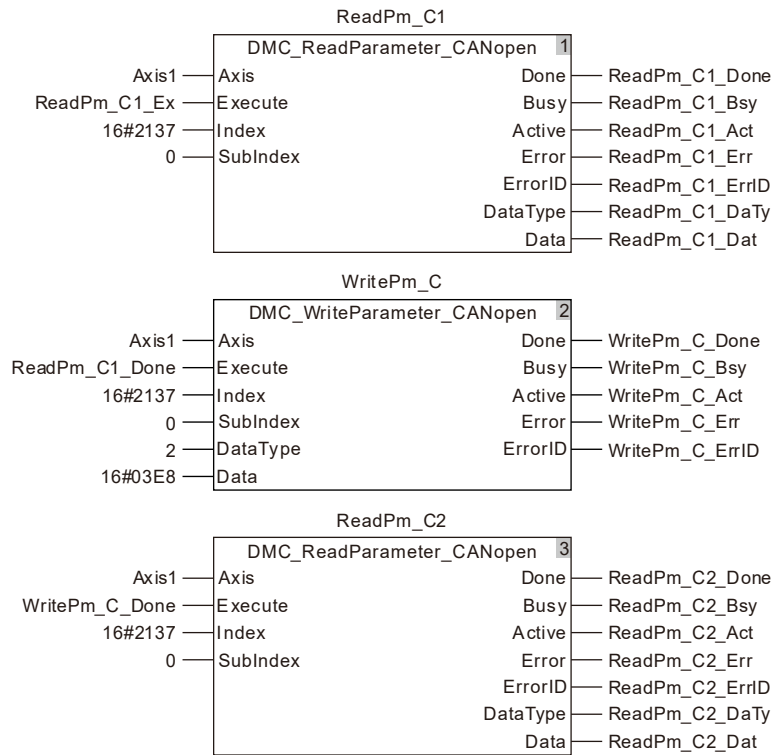 ReadPm_C1
DMC_ReadParameter_CANopen 1
Axis1 Axis Done ReadPm_C1_Done
ReadPm_C1_Ex Execute Busy ReadPm_C1_Bsy
16#2137 Index Active ReadPm_C1_Act
0 SubIndex Error ReadPm_C1_Err
ErrorID ReadPm_C1_ErrID
DataType ReadPm_C1_DaTy
Data ReadPm_C1_Dat
WritePm_C
DMC_WriteParameter_CANopen 2
Axis1 Axis Done WritePm_C_Done
ReadPm_C1_Done Execute Busy WritePm_C_Bsy
16#2137 Index Active WritePm_C_Act
0 SubIndex Error WritePm_C_Err
2 DataType ErrorID WritePm_C_ErrID
16#03E8 Data
ReadPm_C2
DMC_ReadParameter_CANopen 3
Axis1 Axis Done ReadPm_C2_Done
WritePm_C_Done Execute Busy ReadPm_C2_Bsy
16#2137 Index Active ReadPm_C2_Act
0 SubIndex Error ReadPm_C2_Err
ErrorID ReadPm_C2_ErrID
DataType ReadPm_C2_DaTy
Data ReadPm_C2_Dat